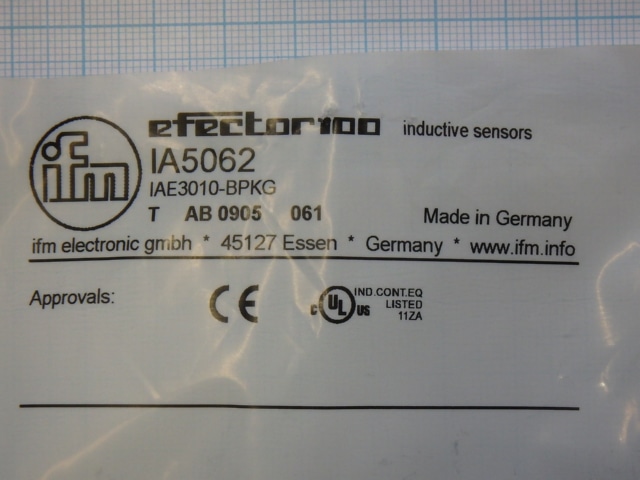 ifm
efector100 inductive sensors
IA5062
IAE3010-BPKG
T AB 0905 061 Made in Germany
ifm electronic gmbh * 45127 Essen * Germany * www.ifm.info
Approvals: CE c UL US IND.CONT.EQ
LISTED
11ZA